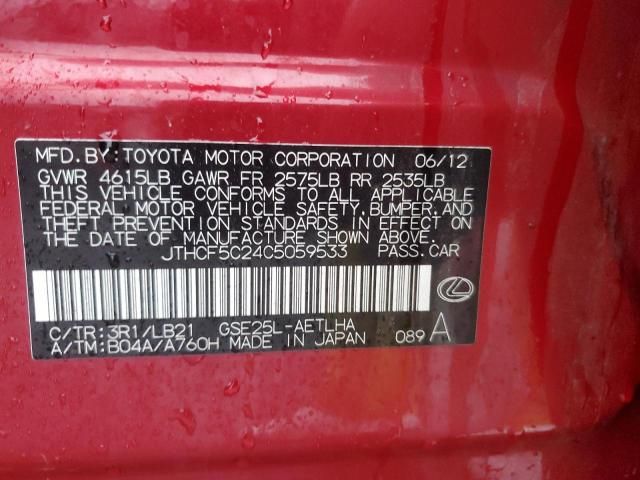 MFD. BY: TOYOTA MOTOR CORPORATION 06/12
GVWR 4615LB GAWR FR 2575LB RR 2535LB
THIS VEHICLE CONFORMS TO ALL APPLICABLE
FEDERAL MOTOR VEHICLE SAFETY, BUMPER, AND
THEFT PREVENTION STANDARDS IN EFFECT ON
THE DATE OF MANUFACTURE SHOWN ABOVE.
JTHCF5C24C5059533 PASS. CAR
C/TR: 3R1/LB21 GSE25L-AETLHA
A/TM: B04A/A760H MADE IN JAPAN 089 A